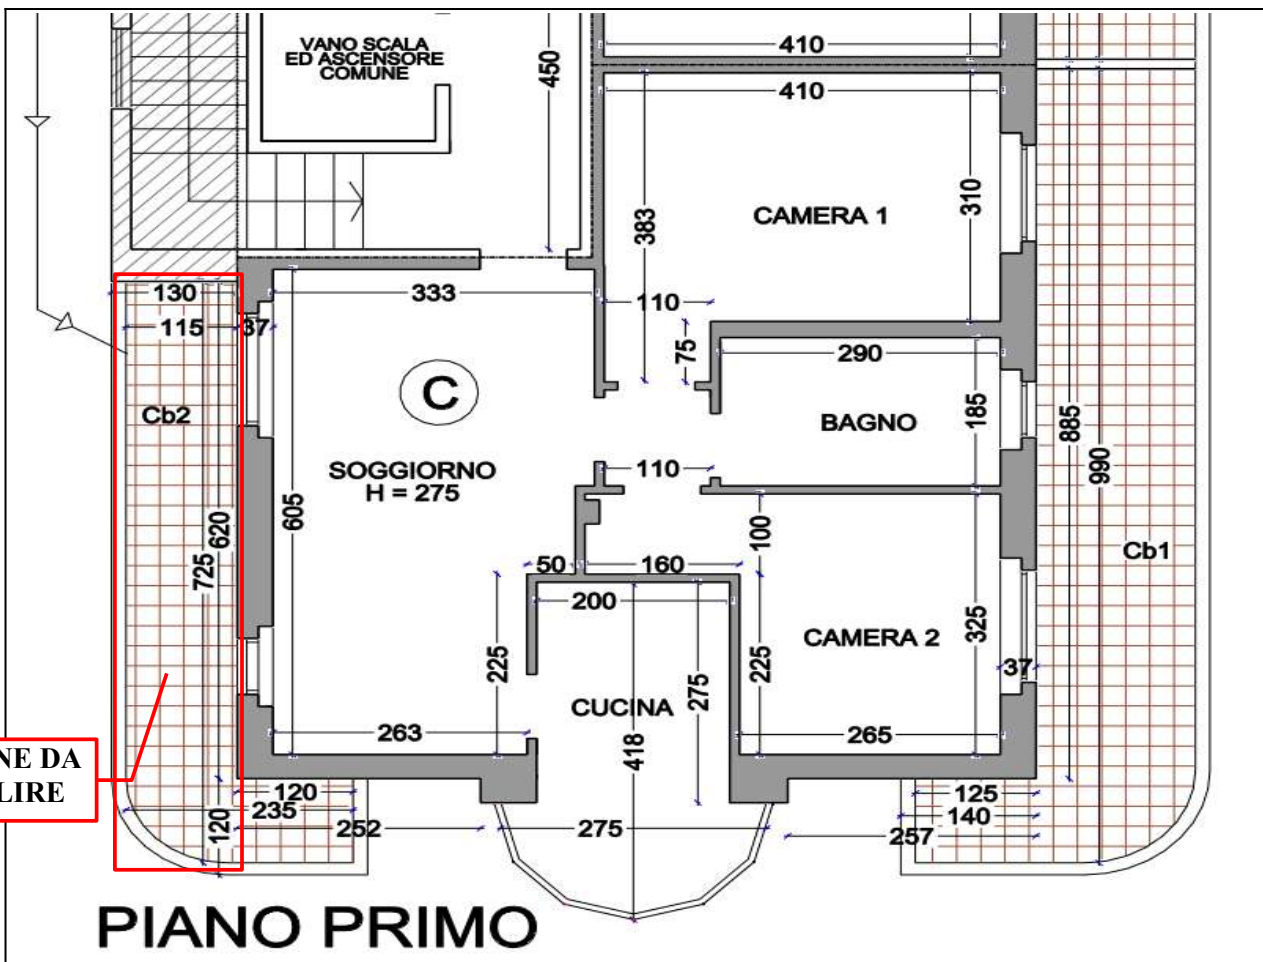 410
VANO SCALA
ED ASCENSORE
COMUNE
450
410
310
CAMERA 1
383
130
333
110
115
37
75
290
C
Cb2
185
885
BAGNO
990
SOGGIORNO
H = 275
110
605
620
100
725
50
160
Cb1
200
CAMERA 2
325
225
225
275
37
CUCINA
263
265
418
NE DA
LIRE
120
235
120
252
275
125
140
257
PIANO PRIMO